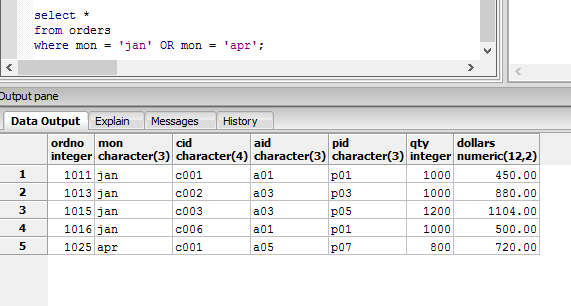 select *
from orders
where mon = 'jan' OR mon = 'apr';
Output pane
Data Output Explain Messages History
ordno integer mon character(3) cid character(4) aid character(3) pid character(3) qty integer dollars numeric(12,2)
1 1011 jan c001 a01 p01 1000 450.00
2 1013 jan c002 a03 p03 1000 880.00
3 1015 jan c003 a03 p05 1200 1104.00
4 1016 jan c006 a01 p01 1000 500.00
5 1025 apr c001 a05 p07 800 720.00